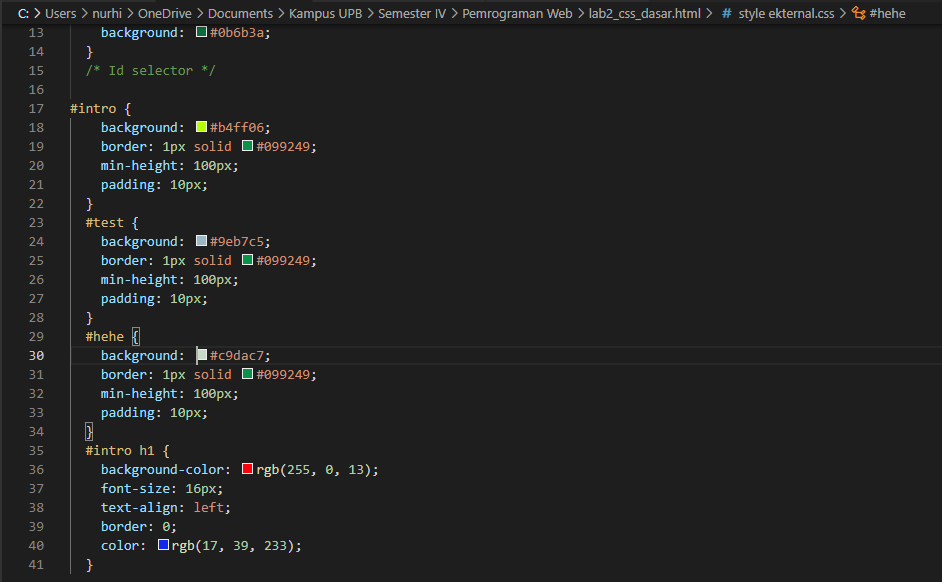 C: > Users > nurhi > OneDrive > Documents > Kampus UPB > Semester IV > Pemrograman Web > lab2_css_dasar.html > # style ekternal.css > #hehe
13 background: #0b6b3a;
14 }
15 /* Id selector */
16
17 #intro {
18 background: #b4ff06;
19 border: 1px solid #099249;
20 min-height: 100px;
21 padding: 10px;
22 }
23 #test {
24 background: #9eb7c5;
25 border: 1px solid #099249;
26 min-height: 100px;
27 padding: 10px;
28 }
29 #hehe {
30 background: #c9dac7;
31 border: 1px solid #099249;
32 min-height: 100px;
33 padding: 10px;
34 }
35 #intro h1 {
36 background-color: rgb(255, 0, 13);
37 font-size: 16px;
38 text-align: left;
39 border: 0;
40 color: rgb(17, 39, 233);
41 }